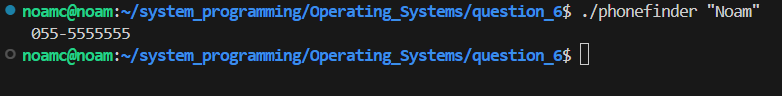 noamc@noam:~/system_programming/Operating_Systems/question_6$ ./phonefinder "Noam"
055-5555555
noamc@noam:~/system_programming/Operating_Systems/question_6$